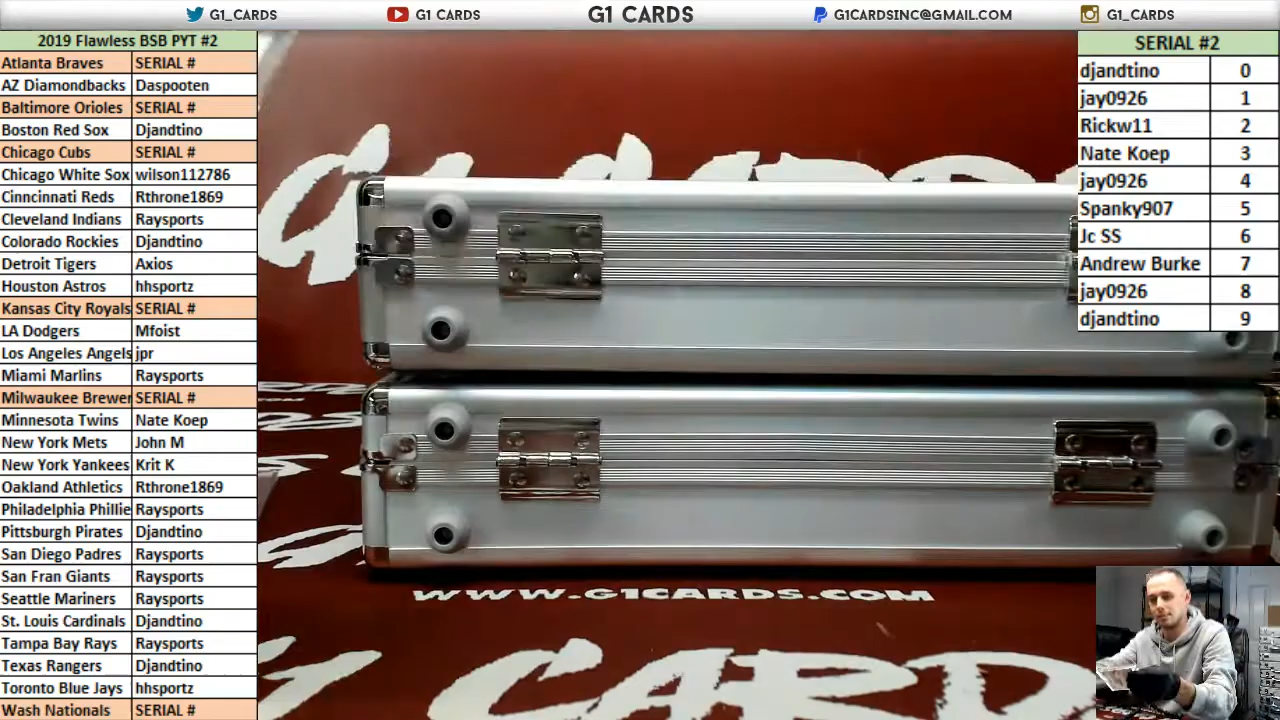 G1_CARDS G1 CARDS G1 CARDS G1CARDSINC@GMAIL.COM G1_CARDS
2019 Flawless BSB PYT #2
Atlanta Braves SERIAL #
AZ Diamondbacks Daspooten
Baltimore Orioles SERIAL #
Boston Red Sox Djandtino
Chicago Cubs SERIAL #
Chicago White Sox wilson112786
Cinncinnati Reds Rthrone1869
Cleveland Indians Raysports
Colorado Rockies Djandtino
Detroit Tigers Axios
Houston Astros hhsportz
Kansas City Royals SERIAL #
LA Dodgers Mfoist
Los Angeles Angels jpr
Miami Marlins Raysports
Milwaukee Brewer SERIAL #
Minnesota Twins Nate Koep
New York Mets John M
New York Yankees Krit K
Oakland Athletics Rthrone1869
Philadelphia Phillie Raysports
Pittsburgh Pirates Djandtino
San Diego Padres Raysports
San Fran Giants Raysports
Seattle Mariners Raysports
St. Louis Cardinals Djandtino
Tampa Bay Rays Raysports
Texas Rangers Djandtino
Toronto Blue Jays hhsportz
Wash Nationals SERIAL #
SERIAL #2
djandtino 0
jay0926 1
Rickw11 2
Nate Koep 3
jay0926 4
Spanky907 5
Jc SS 6
Andrew Burke 7
jay0926 8
djandtino 9
WWW.G1CARDS.COM
G1 CARD